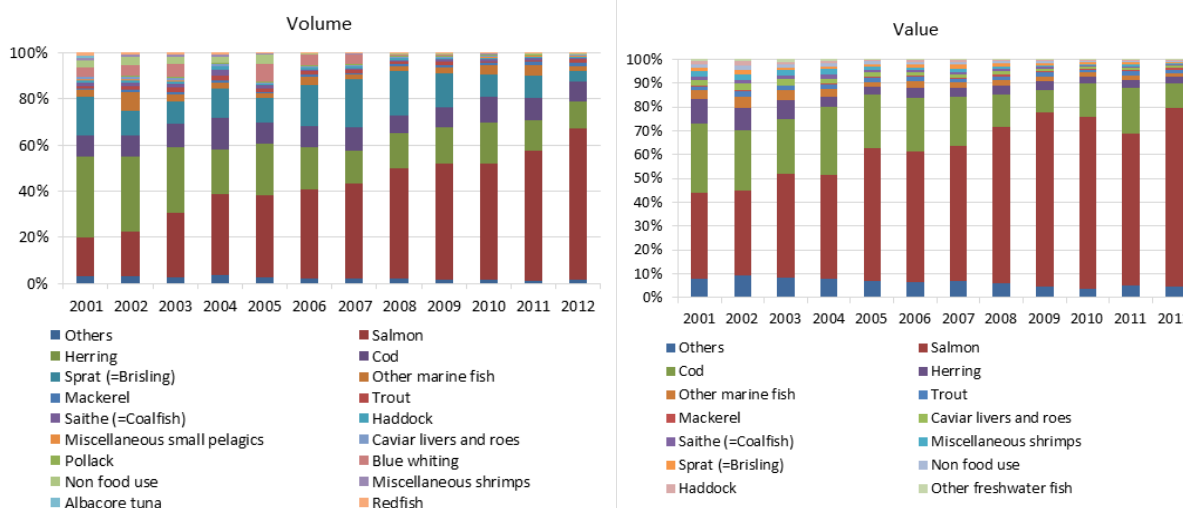 Volume
100%
80%
60%
40%
20%
0%
2001 2002 2003 2004 2005 2006 2007 2008 2009 2010 2011 2012
Others Salmon
Herring Cod
Sprat (=Brisling) Other marine fish
Mackerel Trout
Saithe (=Coalfish) Haddock
Miscellaneous small pelagics Caviar livers and roes
Pollack Blue whiting
Non food use Miscellaneous shrimps
Albacore tuna Redfish
Value
100%
90%
80%
70%
60%
50%
40%
30%
20%
10%
0%
2001 2002 2003 2004 2005 2006 2007 2008 2009 2010 2011 2012
Others Salmon
Cod Herring
Other marine fish Trout
Mackerel Caviar livers and roes
Saithe (=Coalfish) Miscellaneous shrimps
Sprat (=Brisling) Non food use
Haddock Other freshwater fish